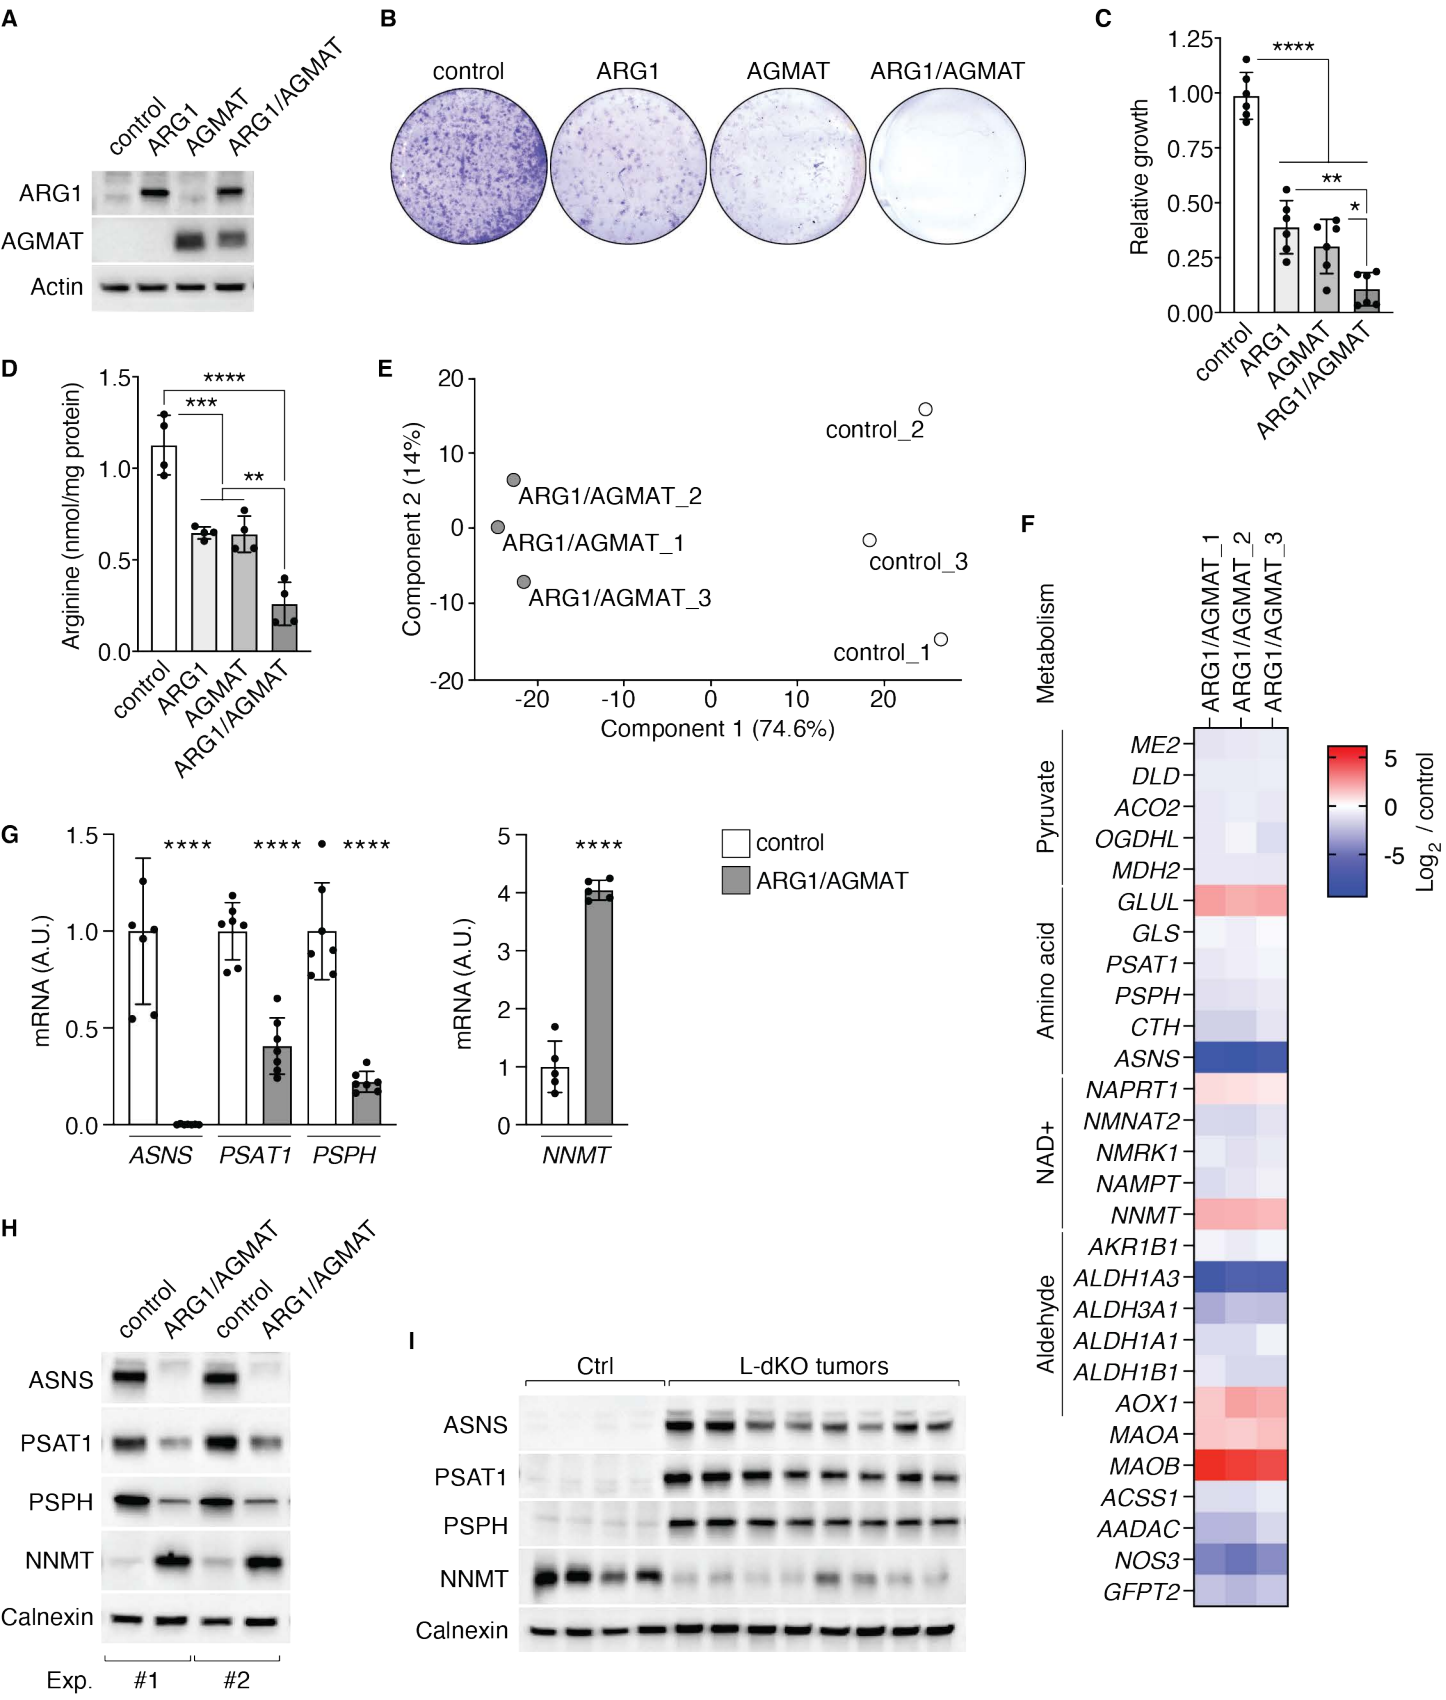 A
control
ARG1
AGMAT
ARG1/AGMAT
ARG1
AGMAT
Actin
B
control
ARG1
AGMAT
ARG1/AGMAT
C
Relative growth
1.25
1.00
0.75
0.50
0.25
0.00
****
**
*
control
ARG1
AGMAT
ARG1/AGMAT
D
Arginine (nmol/mg protein)
1.5
1.0
0.5
0.0
****
***
**
control
ARG1
AGMAT
ARG1/AGMAT
E
Component 2 (14%)
20
10
0
-10
-20
control_2
ARG1/AGMAT_2
ARG1/AGMAT_1
control_3
ARG1/AGMAT_3
control_1
-20
-10
0
10
20
Component 1 (74.6%)
F
Metabolism
ARG1/AGMAT_1
ARG1/AGMAT_2
ARG1/AGMAT_3
Pyruvate
ME2
DLD
ACO2
OGDHL
MDH2
Amino acid
GLUL
GLS
PSAT1
PSPH
CTH
ASNS
NAD+
NAPRT1
NMNAT2
NMRK1
NAMPT
NNMT
Aldehyde
AKR1B1
ALDH1A3
ALDH3A1
ALDH1A1
ALDH1B1
AOX1
MAOA
MAOB
ACSS1
AADAC
NOS3
GFPT2
5
0
-5
Log2 / control
G
mRNA (A.U.)
1.5
1.0
0.5
0.0
****
****
****
ASNS
PSAT1
PSPH
mRNA (A.U.)
5
4
3
2
1
0
****
NNMT
control
ARG1/AGMAT
H
control
ARG1/AGMAT
control
ARG1/AGMAT
ASNS
PSAT1
PSPH
NNMT
Calnexin
Exp.
#1
#2
I
Ctrl
L-dKO tumors
ASNS
PSAT1
PSPH
NNMT
Calnexin